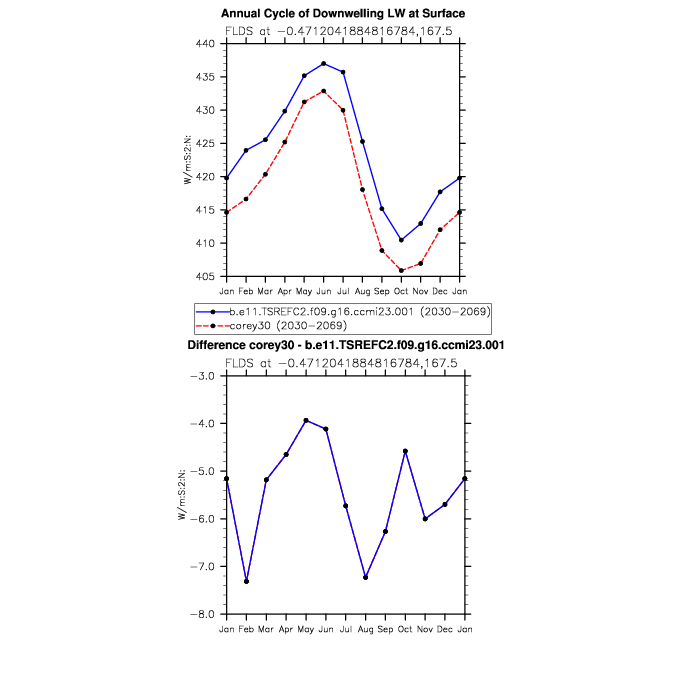 Annual Cycle of Downwelling LW at Surface
FLDS at −0.4712041884816784,167.5
440
435
430
425
420
415
410
405
W/m:S:2:N:
Jan Feb Mar Apr May Jun Jul Aug Sep Oct Nov Dec Jan
b.e11.TSREFC2.f09.g16.ccmi23.001 (2030−2069)
corey30 (2030−2069)
Difference corey30 - b.e11.TSREFC2.f09.g16.ccmi23.001
FLDS at −0.4712041884816784,167.5
−3.0
−4.0
−5.0
−6.0
−7.0
−8.0
W/m:S:2:N:
Jan Feb Mar Apr May Jun Jul Aug Sep Oct Nov Dec Jan